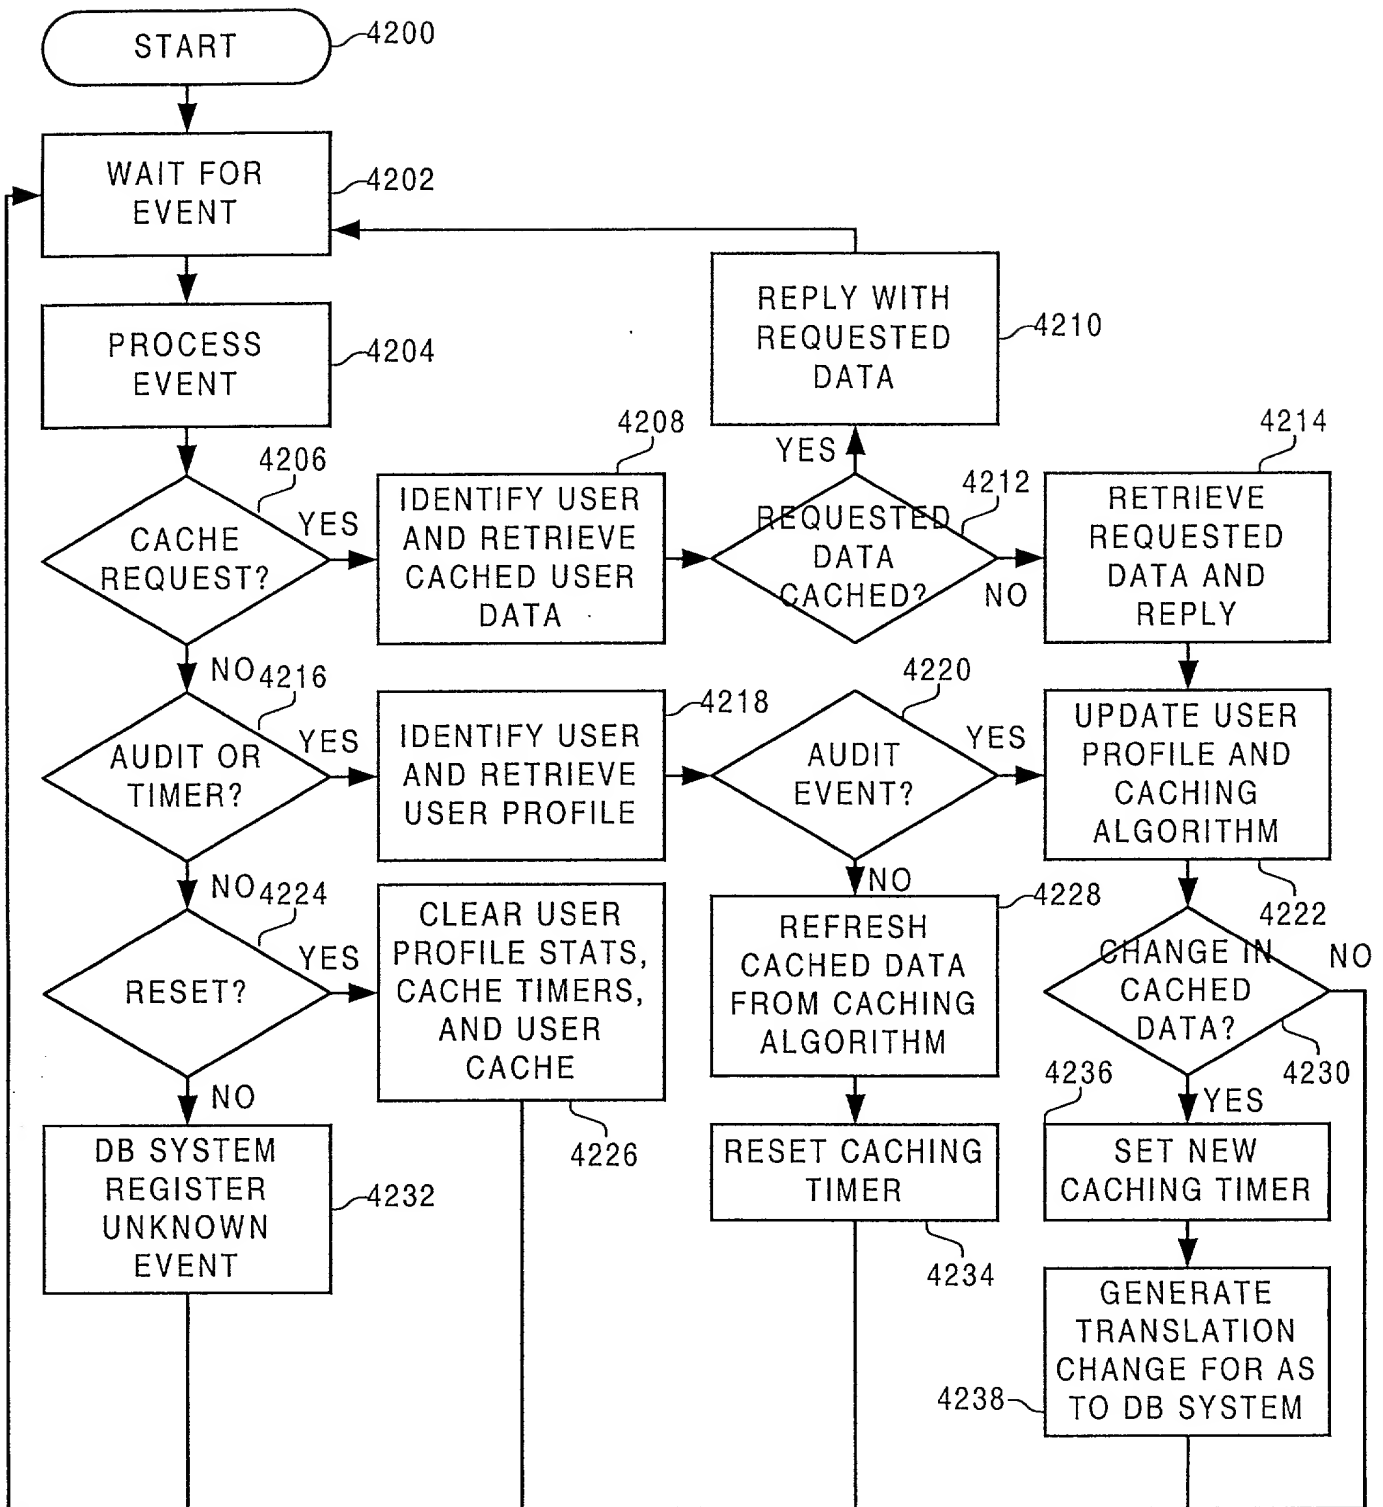 START
4200
WAIT FOR
EVENT
4202
PROCESS
EVENT
4204
REPLY WITH
REQUESTED
DATA
4210
4206
CACHE
REQUEST?
YES
4208
IDENTIFY USER
AND RETRIEVE
CACHED USER
DATA
YES
4212
REQUESTED
DATA
CACHED?
NO
4214
RETRIEVE
REQUESTED
DATA AND
REPLY
NO
4216
AUDIT OR
TIMER?
YES
4218
IDENTIFY USER
AND RETRIEVE
USER PROFILE
4220
AUDIT
EVENT?
YES
UPDATE USER
PROFILE AND
CACHING
ALGORITHM
4222
NO
4224
RESET?
YES
CLEAR USER
PROFILE STATS,
CACHE TIMERS,
AND USER
CACHE
4226
NO
4228
REFRESH
CACHED DATA
FROM CACHING
ALGORITHM
CHANGE IN
CACHED
DATA?
NO
4230
NO
DB SYSTEM
REGISTER
UNKNOWN
EVENT
4232
RESET CACHING
TIMER
4234
4236
YES
SET NEW
CACHING TIMER
GENERATE
TRANSLATION
CHANGE FOR AS
TO DB SYSTEM
4238